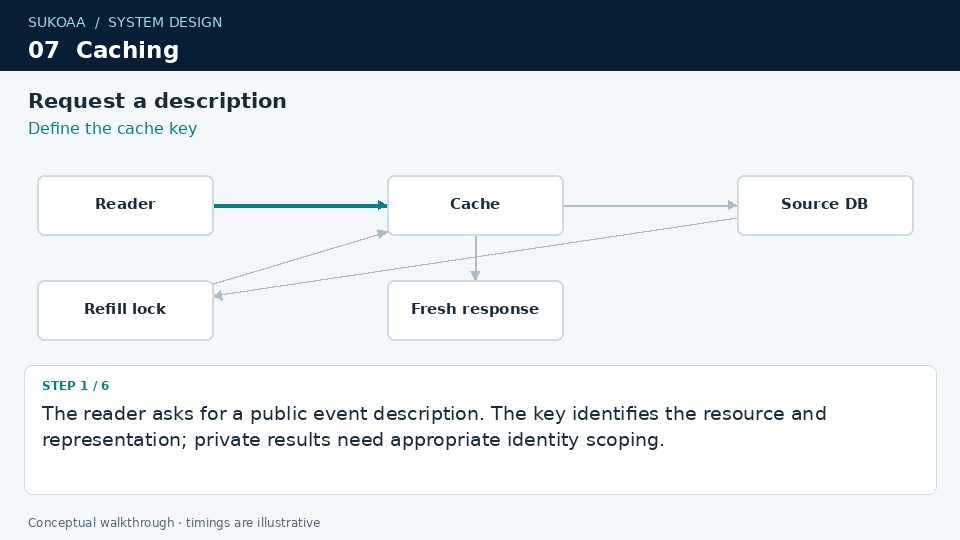 SUKOAA / SYSTEM DESIGN
07 Caching
Request a description
Define the cache key
Reader
Cache
Source DB
Refill lock
Fresh response
STEP 1 / 6
The reader asks for a public event description. The key identifies the resource and
representation; private results need appropriate identity scoping.
Conceptual walkthrough · timings are illustrative